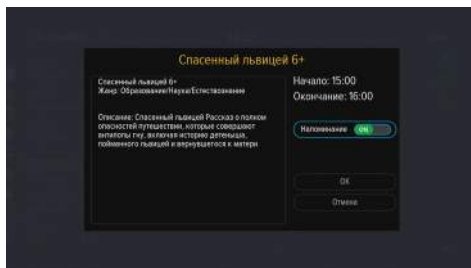 Спасенный львицей 6+
Спасенный львицей 6+
Жанр: Образование/Наука/Естествознание
Описание: Спасенный львицей Рассказ о полном
опасностей путешествии, которые совершают
антилопы гну, включая историю детеныша,
пойманного львицей и вернувшегося к матери
Начало: 15:00
Окончание: 16:00
Напоминание ON
OK
Отмена